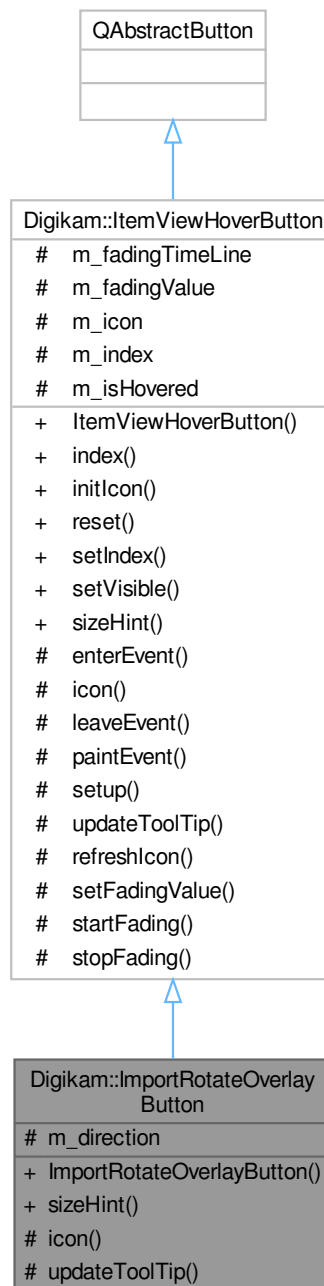 QAbstractButton
Digikam::ItemViewHoverButton
# m_fadingTimeLine
# m_fadingValue
# m_icon
# m_index
# m_isHovered
+ ItemViewHoverButton()
+ index()
+ initIcon()
+ reset()
+ setIndex()
+ setVisible()
+ sizeHint()
# enterEvent()
# icon()
# leaveEvent()
# paintEvent()
# setup()
# updateToolTip()
# refreshIcon()
# setFadingValue()
# startFading()
# stopFading()
Digikam::ImportRotateOverlay
Button
# m_direction
+ ImportRotateOverlayButton()
+ sizeHint()
# icon()
# updateToolTip()